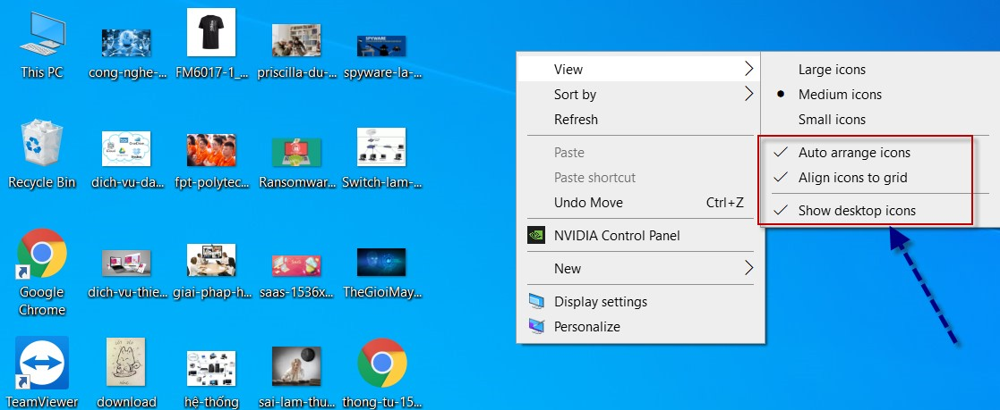 This PC
cong-nghe-...
FM6017-1_...
priscilla-du-...
spyware-la-...
Recycle Bin
dich-vu-da...
fpt-polytec...
Ransomwar...
Switch-lam-...
Google
Chrome
dich-vu-thie...
giai-phap-h...
saas-1536x...
TheGioiMay...
TeamViewer
download
hệ-thống
sai-lam-thu...
thong-tu-15...
SPYWARE
View
Sort by
Refresh
Paste
Paste shortcut
Undo Move Ctrl+Z
NVIDIA Control Panel
New
Display settings
Personalize
Large icons
Medium icons
Small icons
Auto arrange icons
Align icons to grid
Show desktop icons